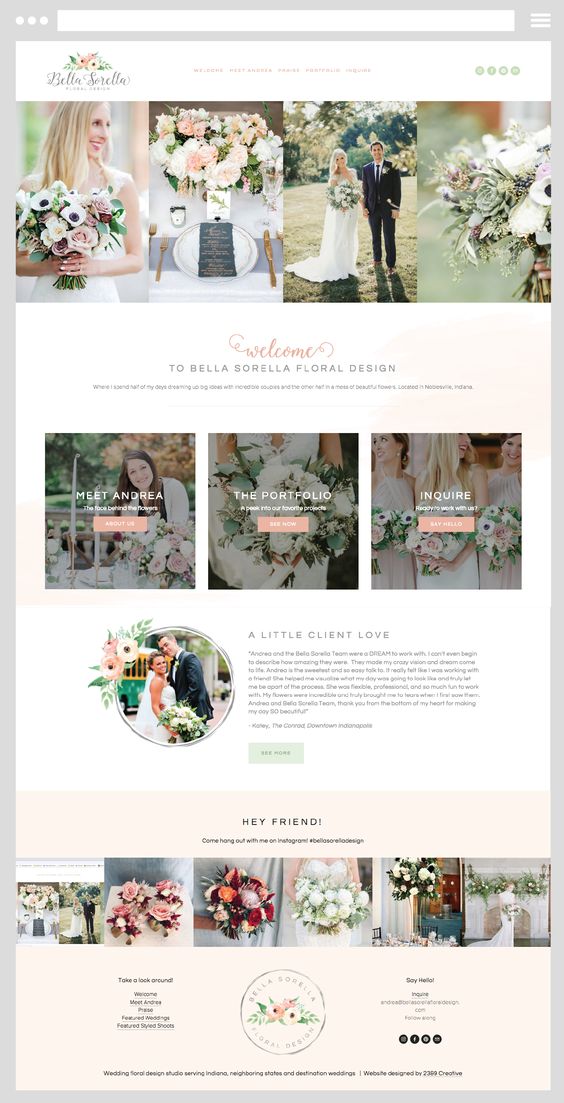 Bella Sorella
FLORAL DESIGN
WELCOME MEET ANDREA PRAISE PORTFOLIO INQUIRE
welcome
TO BELLA SORELLA FLORAL DESIGN
Where I spend half of my days dreaming up big ideas with incredible couples and the other half in a mess of beautiful flowers. Located in Noblesville, Indiana.
MEET ANDREA
The face behind the flowers
ABOUT US
THE PORTFOLIO
A peek into our favorite projects
SEE NOW
INQUIRE
Ready to work with us?
SAY HELLO
A LITTLE CLIENT LOVE
"Andrea and the Bella Sorella Team were a DREAM to work with. I can't even begin
to describe how amazing they were. They made my crazy vision and dream come
to life. Andrea is the sweetest and so easy to talk to. It really felt like I was working with
a friend! She helped me visualize what my day was going to look like and truly let
me be apart of the process. She was flexible, professional, and so much fun to work
with. My flowers were incredible and truly brought me to tears when I first saw them.
Andrea and Bella Sorella Team, thank you from the bottom of my heart for making
my day SO beautiful!"
- Kaley, The Conrad, Downtown Indianapolis
SEE MORE
HEY FRIEND!
Come hang out with me on Instagram! #bellasorelladesign
Take a look around!
Welcome
Meet Andrea
Praise
Featured Weddings
Featured Styled Shoots
BELLA SORELLA
FLORAL DESIGN
Say Hello!
Inquire
andrea@bellasorellafloraldesign.
com
Follow along
Wedding floral design studio serving Indiana, neighboring states and destination weddings | Website designed by 2399 Creative